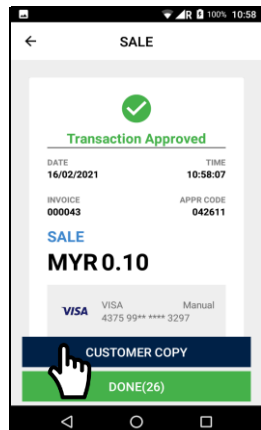 R 100% 10:58
SALE
Transaction Approved
DATE TIME
16/02/2021 10:58:07
INVOICE APPR CODE
000043 042611
SALE
MYR 0.10
VISA VISA Manual
4375 99** **** 3297
CUSTOMER COPY
DONE(26)